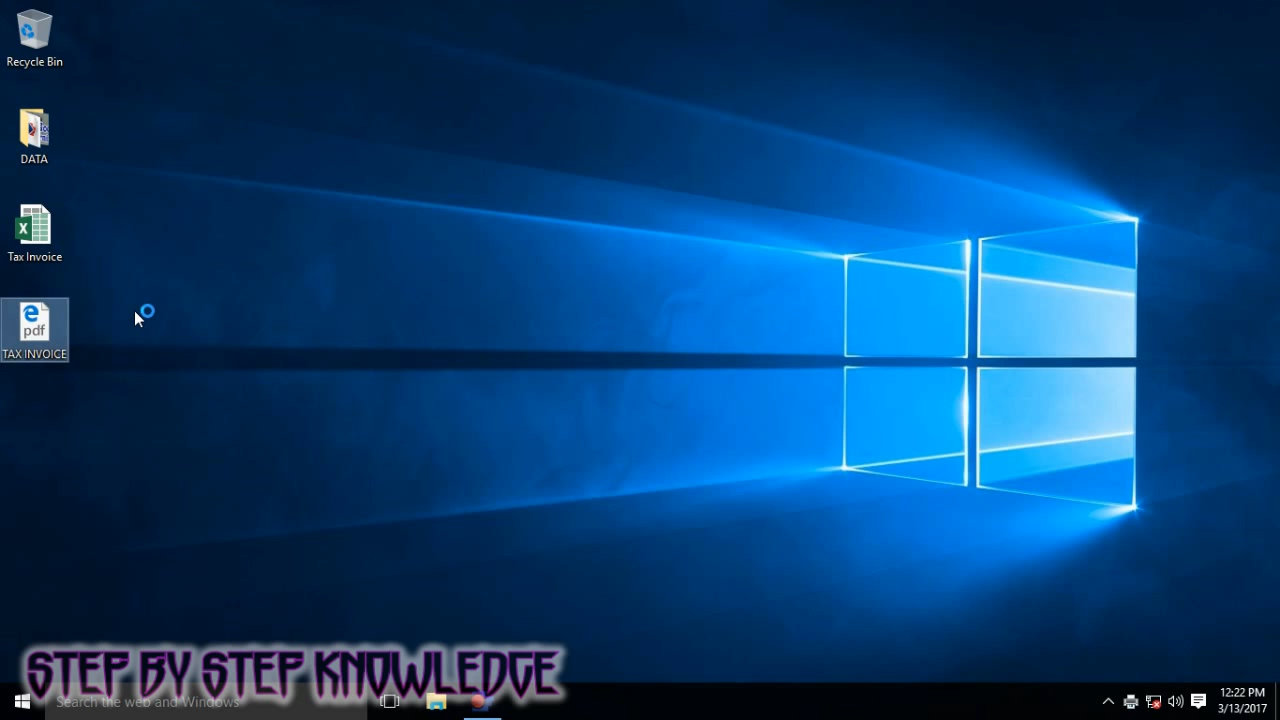 Recycle Bin
DATA
Tax Invoice
pdf
TAX INVOICE
STEP BY STEP KNOWLEDGE
Search the web and Windows
12:22 PM
3/13/2017